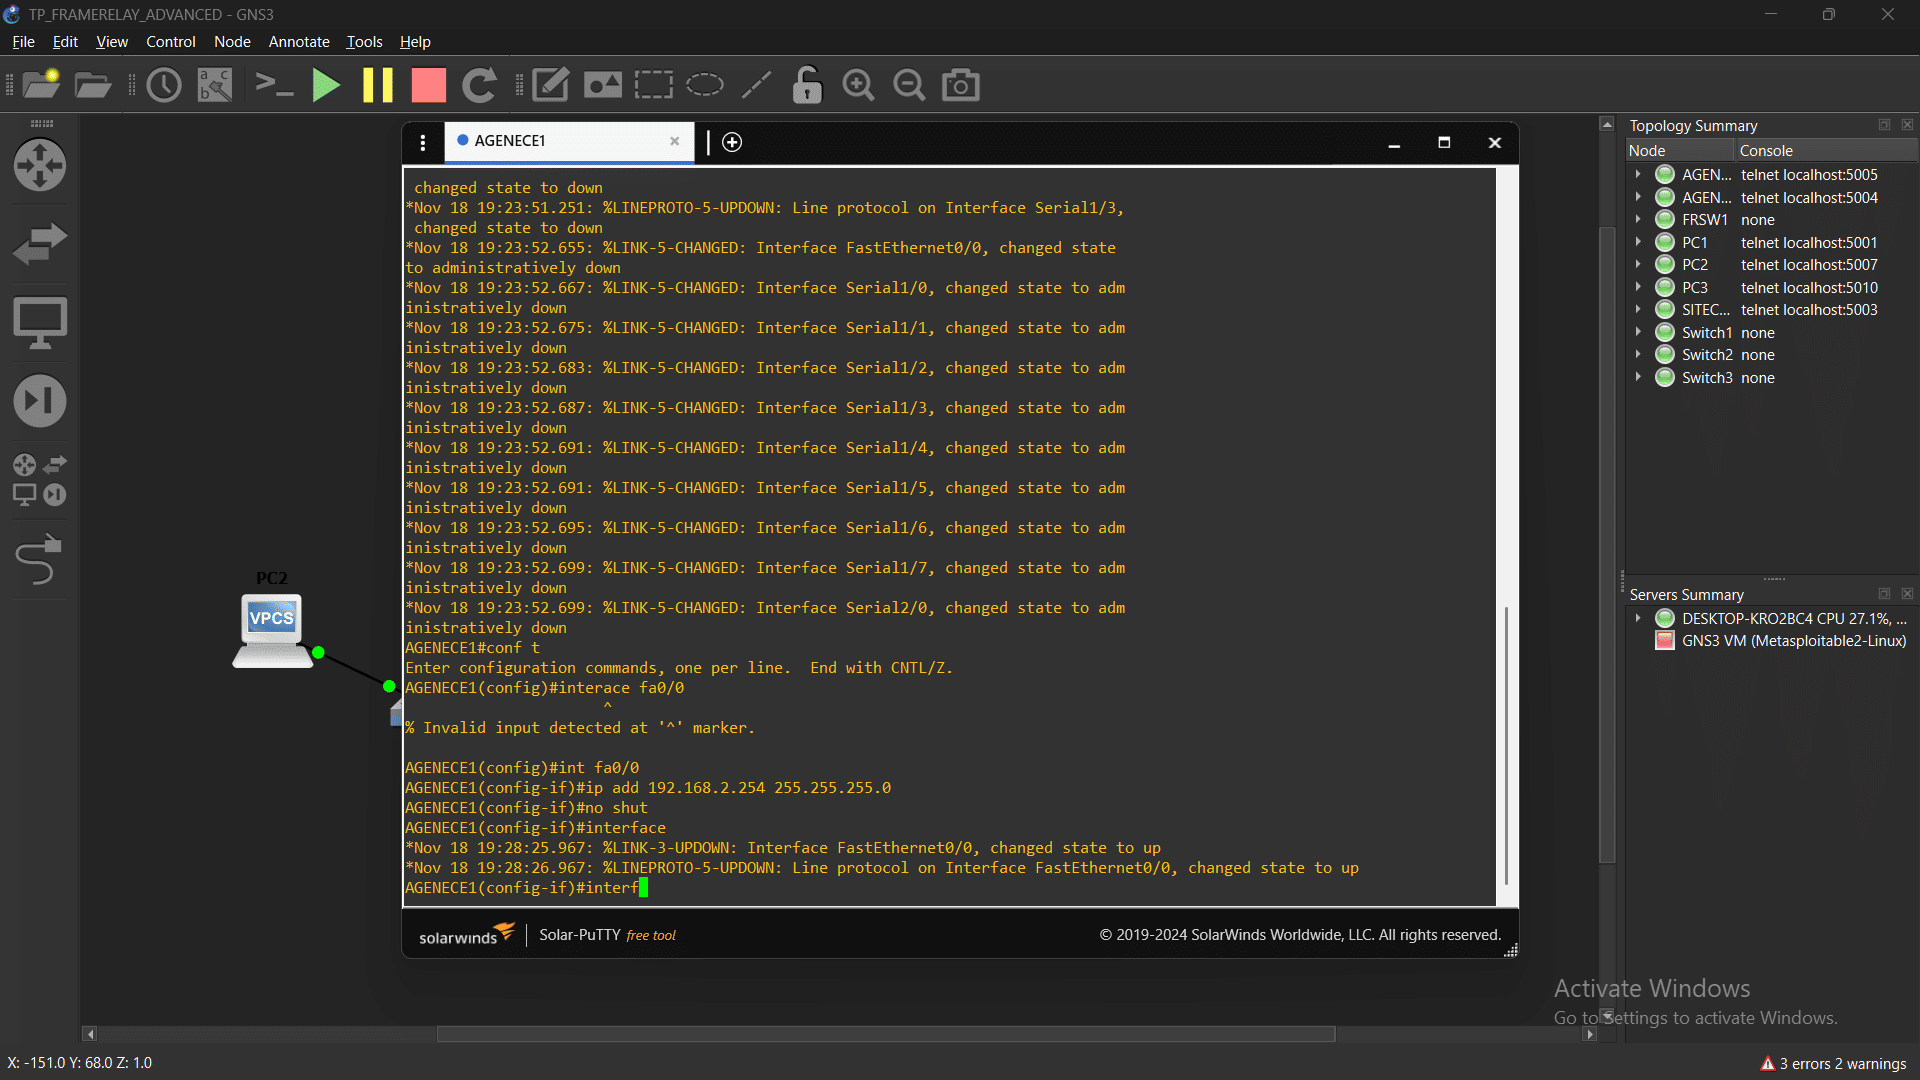 TP_FRAMERELAY_ADVANCED - GNS3
File Edit View Control Node Annotate Tools Help
AGENECE1
changed state to down
*Nov 18 19:23:51.251: %LINEPROTO-5-UPDOWN: Line protocol on Interface Serial1/3,
changed state to down
*Nov 18 19:23:52.655: %LINK-5-CHANGED: Interface FastEthernet0/0, changed state
to administratively down
*Nov 18 19:23:52.667: %LINK-5-CHANGED: Interface Serial1/0, changed state to adm
inistratively down
*Nov 18 19:23:52.675: %LINK-5-CHANGED: Interface Serial1/1, changed state to adm
inistratively down
*Nov 18 19:23:52.683: %LINK-5-CHANGED: Interface Serial1/2, changed state to adm
inistratively down
*Nov 18 19:23:52.687: %LINK-5-CHANGED: Interface Serial1/3, changed state to adm
inistratively down
*Nov 18 19:23:52.691: %LINK-5-CHANGED: Interface Serial1/4, changed state to adm
inistratively down
*Nov 18 19:23:52.691: %LINK-5-CHANGED: Interface Serial1/5, changed state to adm
inistratively down
*Nov 18 19:23:52.695: %LINK-5-CHANGED: Interface Serial1/6, changed state to adm
inistratively down
*Nov 18 19:23:52.699: %LINK-5-CHANGED: Interface Serial1/7, changed state to adm
inistratively down
*Nov 18 19:23:52.699: %LINK-5-CHANGED: Interface Serial2/0, changed state to adm
inistratively down
AGENECE1#conf t
Enter configuration commands, one per line.  End with CNTL/Z.
AGENECE1(config)#interace fa0/0
^
% Invalid input detected at '^' marker.
AGENECE1(config)#int fa0/0
AGENECE1(config-if)#ip add 192.168.2.254 255.255.255.0
AGENECE1(config-if)#no shut
AGENECE1(config-if)#interface
*Nov 18 19:28:25.967: %LINK-3-UPDOWN: Interface FastEthernet0/0, changed state to up
*Nov 18 19:28:26.967: %LINEPROTO-5-UPDOWN: Line protocol on Interface FastEthernet0/0, changed state to up
AGENECE1(config-if)#interf
solarwinds Solar-PuTTY free tool
© 2019-2024 SolarWinds Worldwide, LLC. All rights reserved.
PC2
VPCS
Topology Summary
Node Console
AGEN... telnet localhost:5005
AGEN... telnet localhost:5004
FRSW1 none
PC1 telnet localhost:5001
PC2 telnet localhost:5007
PC3 telnet localhost:5010
SITEC... telnet localhost:5003
Switch1 none
Switch2 none
Switch3 none
Servers Summary
DESKTOP-KRO2BC4 CPU 27.1%, ...
GNS3 VM (Metasploitable2-Linux)
Activate Windows
Go to Settings to activate Windows.
X: -151.0 Y: 68.0 Z: 1.0
3 errors 2 warnings